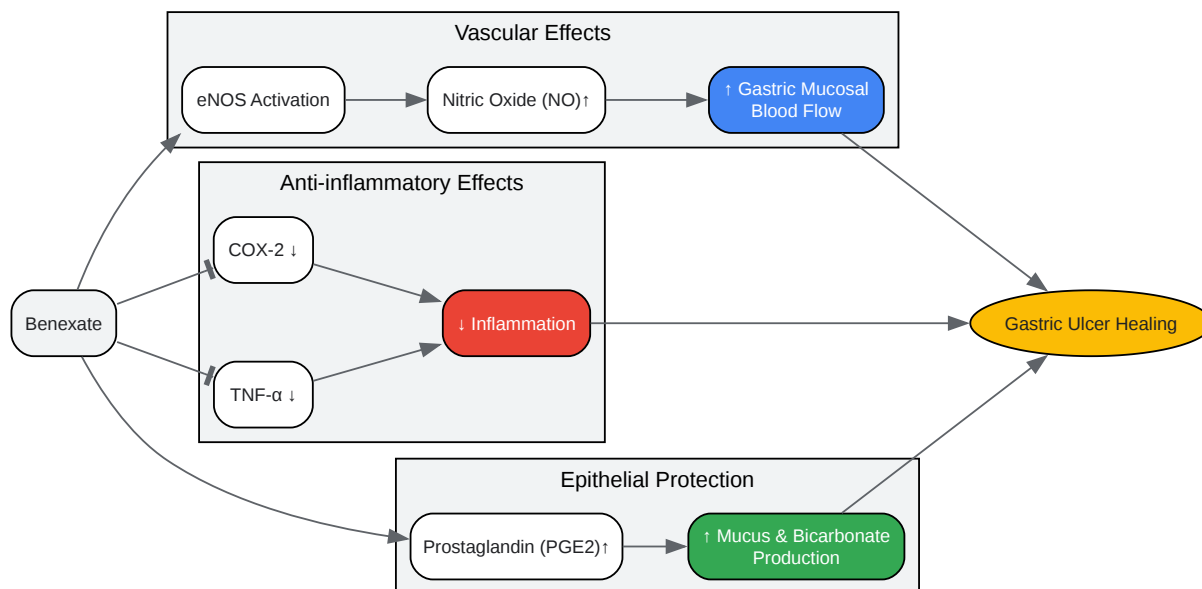 Vascular Effects
eNOS Activation
Nitric Oxide (NO)↑
↑ Gastric Mucosal
Blood Flow
Anti-inflammatory Effects
COX-2 ↓
Benexate
↓ Inflammation
Gastric Ulcer Healing
TNF-α ↓
Epithelial Protection
Prostaglandin (PGE2)↑
↑ Mucus & Bicarbonate
Production